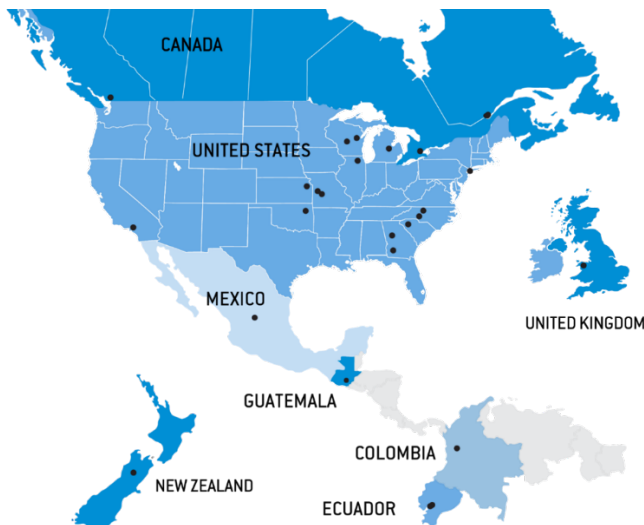 CANADA
UNITED STATES
MEXICO
UNITED KINGDOM
GUATEMALA
COLOMBIA
NEW ZEALAND
ECUADOR